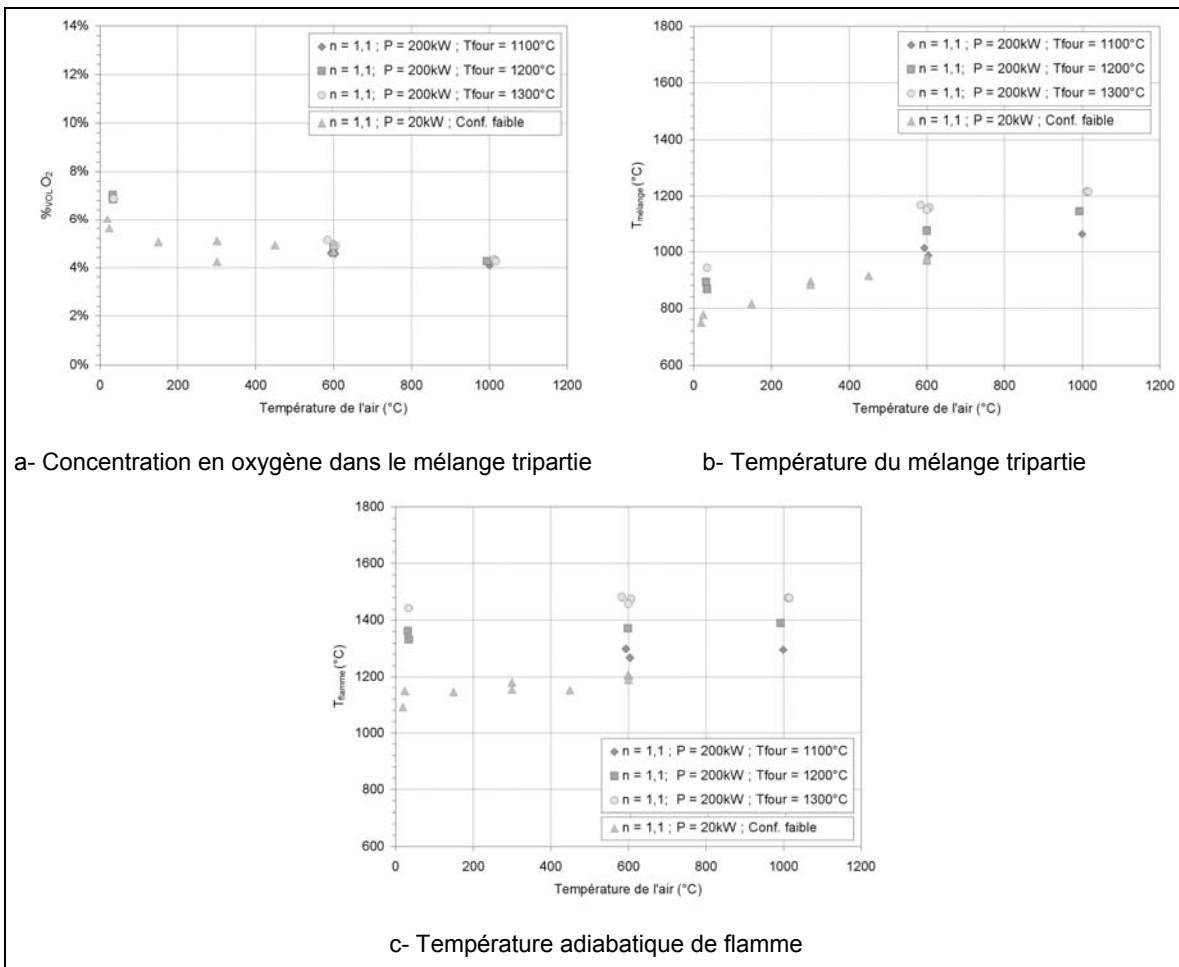 14%
12%
10%
8%
6%
4%
2%
0%
%VOL O2
n = 1,1 ; P = 200kW ; Tfour = 1100°C
n = 1,1; P = 200kW ; Tfour = 1200°C
n = 1,1; P = 200kW ; Tfour = 1300°C
n = 1,1 ; P = 20kW ; Conf. faible
0 200 400 600 800 1000 1200
Température de l'air (°C)
a- Concentration en oxygène dans le mélange tripartie
1800
1600
1400
1200
1000
800
600
Tmélange (°C)
n = 1,1 ; P = 200kW ; Tfour = 1100°C
n = 1,1; P = 200kW ; Tfour = 1200°C
n = 1,1; P = 200kW ; Tfour = 1300°C
n = 1,1 ; P = 20kW ; Conf. faible
0 200 400 600 800 1000 1200
Température de l'air (°C)
b- Température du mélange tripartie
1800
1600
1400
1200
1000
800
600
Tflamme (°C)
n = 1,1 ; P = 200kW ; Tfour = 1100°C
n = 1,1; P = 200kW ; Tfour = 1200°C
n = 1,1; P = 200kW ; Tfour = 1300°C
n = 1,1 ; P = 20kW ; Conf. faible
0 200 400 600 800 1000 1200
Température de l'air (°C)
c- Température adiabatique de flamme